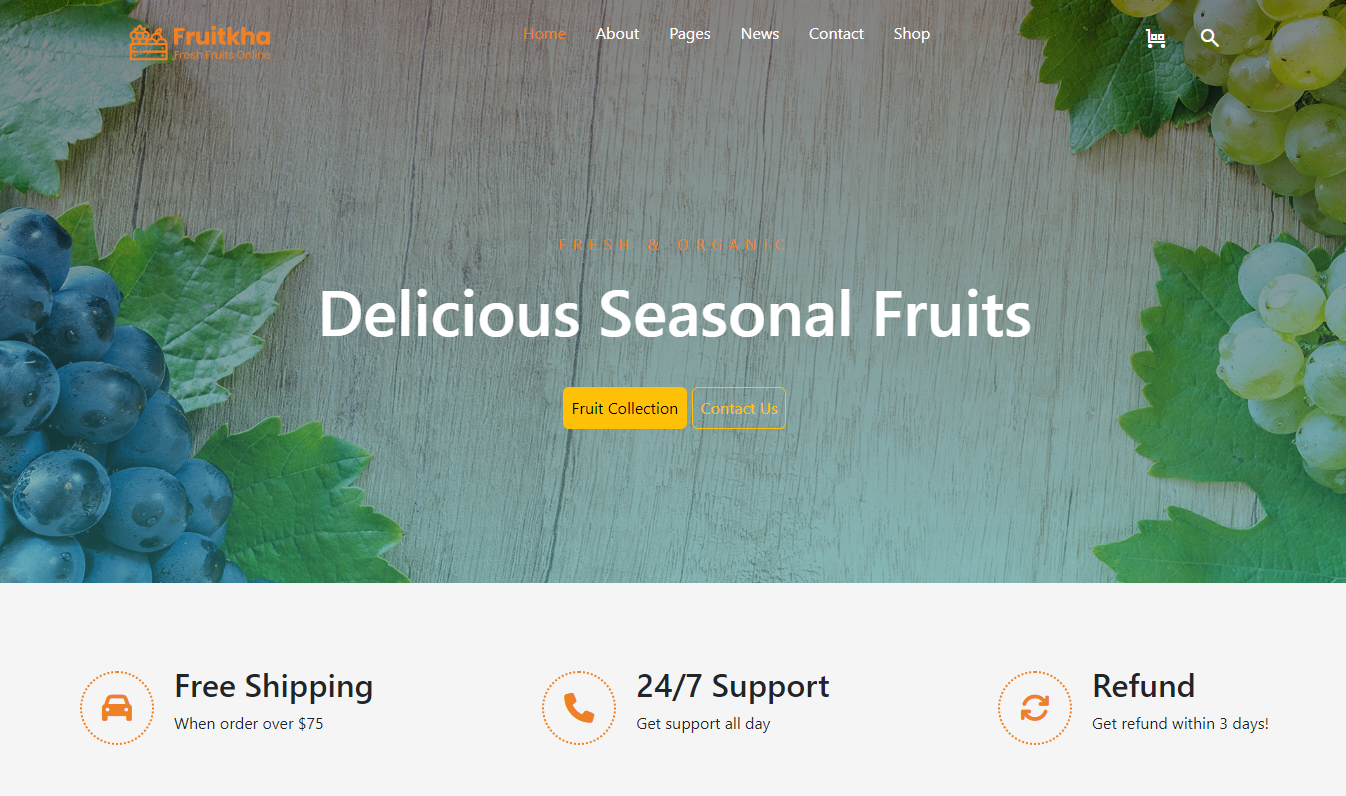 Fruitkha
Fresh Fruits Online
Home About Pages News Contact Shop
FRESH & ORGANIC
Delicious Seasonal Fruits
Fruit Collection Contact Us
Free Shipping
When order over $75
24/7 Support
Get support all day
Refund
Get refund within 3 days!